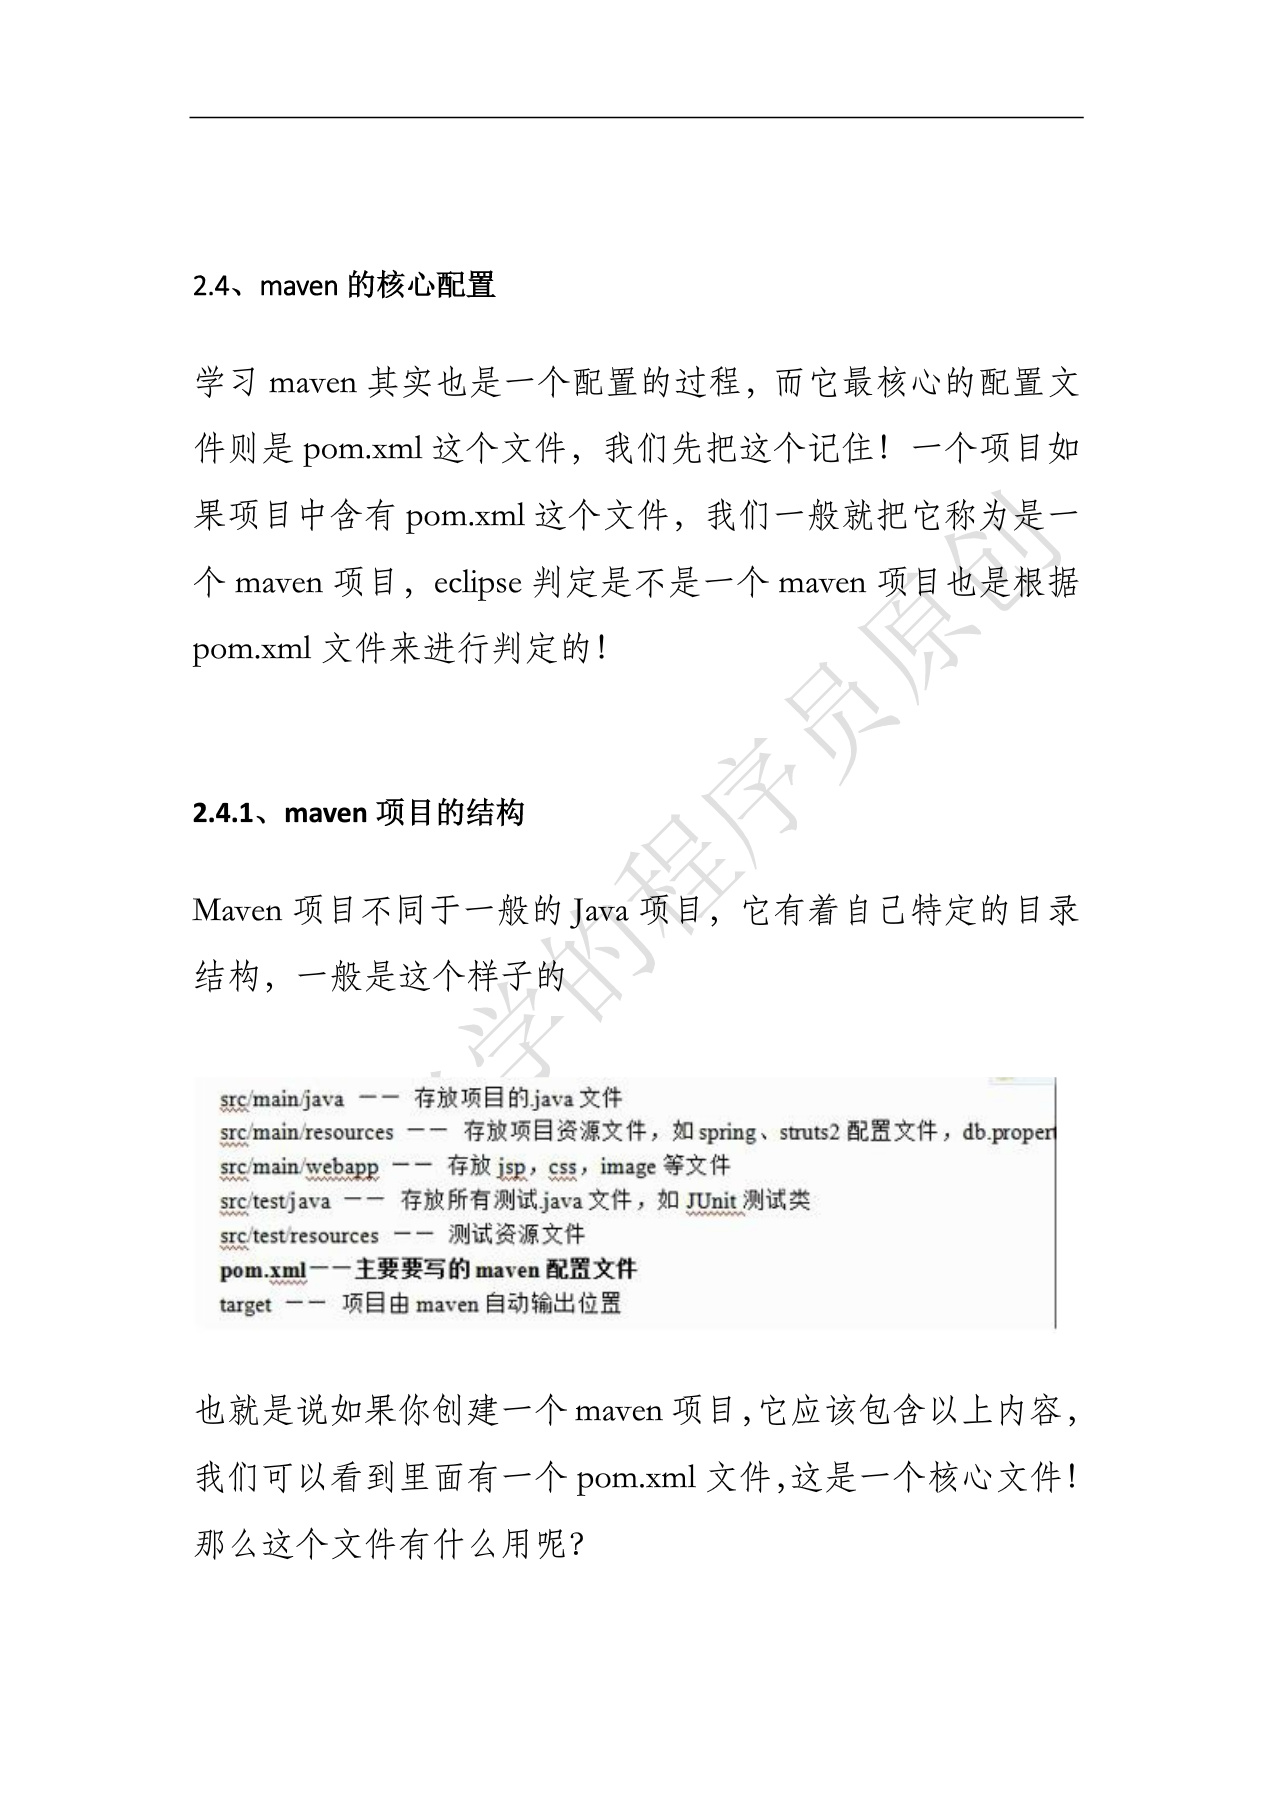 2.4、maven 的核心配置
学习 maven 其实也是一个配置的过程，而它最核心的配置文
件则是 pom.xml 这个文件，我们先把这个记住！一个项目如
果项目中含有 pom.xml 这个文件，我们一般就把它称为是一
个 maven 项目，eclipse 判定是不是一个 maven 项目也是根据
pom.xml 文件来进行判定的！
2.4.1、maven 项目的结构
Maven 项目不同于一般的 Java 项目，它有着自己特定的目录
结构，一般是这个样子的
src/main/java —— 存放项目的.java 文件
src/main/resources —— 存放项目资源文件，如 spring、struts2 配置文件，db.propert
src/main/webapp —— 存放 jsp，css，image 等文件
src/test/java —— 存放所有测试.java 文件，如 JUnit 测试类
src/test/resources —— 测试资源文件
pom.xml——主要要写的 maven 配置文件
target —— 项目由 maven 自动输出位置
也就是说如果你创建一个 maven 项目，它应该包含以上内容，
我们可以看到里面有一个 pom.xml 文件，这是一个核心文件！
那么这个文件有什么用呢？
学的程序员原创